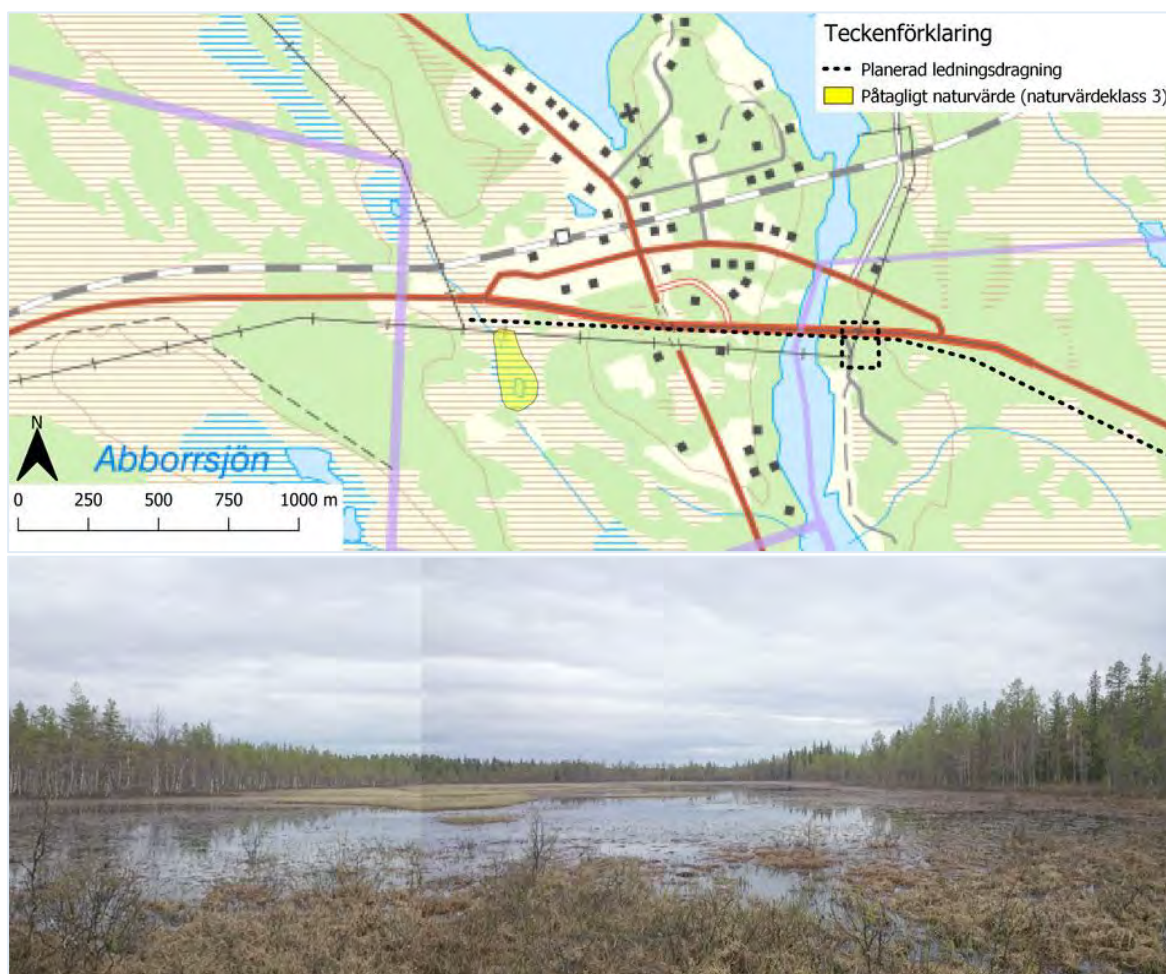 Teckenförklaring
Planerad ledningsdragning
Påtagligt naturvärde (naturvärdeklass 3)
N
Abborrsjön
0 250 500 750 1000 m